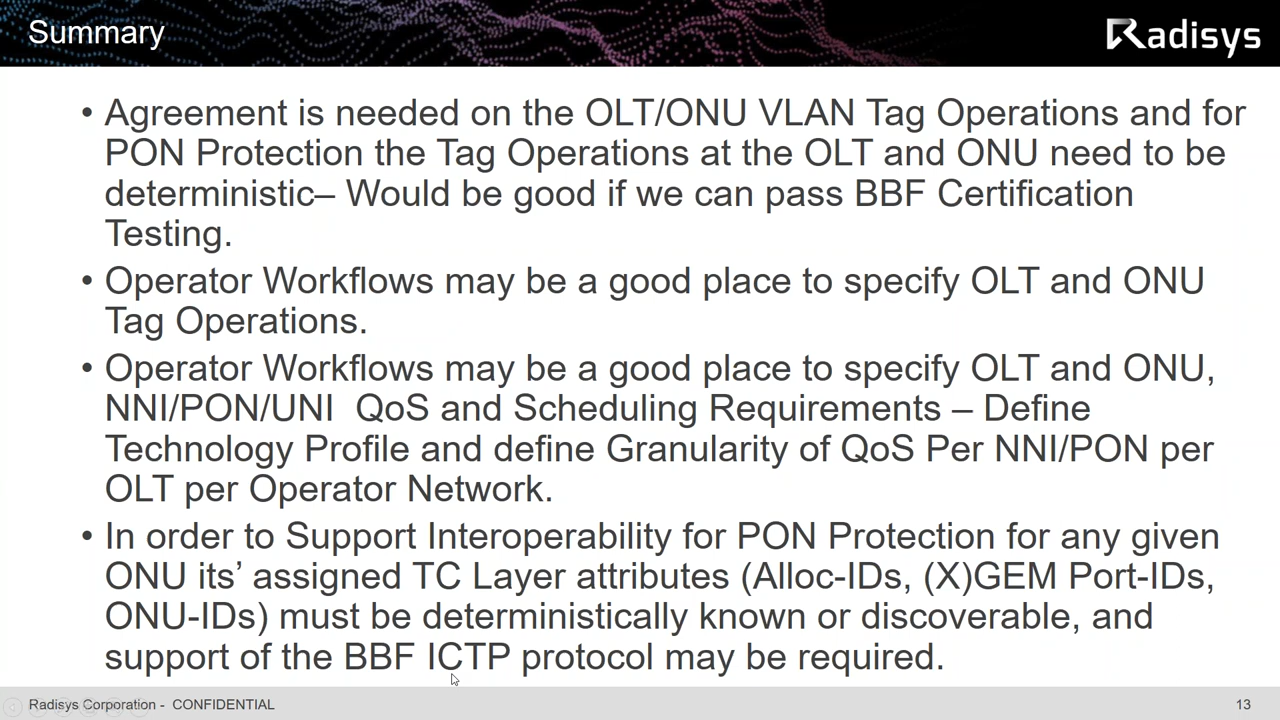 Summary
Radisys
• Agreement is needed on the OLT/ONU VLAN Tag Operations and for
PON Protection the Tag Operations at the OLT and ONU need to be
deterministic– Would be good if we can pass BBF Certification
Testing.
• Operator Workflows may be a good place to specify OLT and ONU
Tag Operations.
• Operator Workflows may be a good place to specify OLT and ONU,
NNI/PON/UNI  QoS and Scheduling Requirements – Define
Technology Profile and define Granularity of QoS Per NNI/PON per
OLT per Operator Network.
• In order to Support Interoperability for PON Protection for any given
ONU its’ assigned TC Layer attributes (Alloc-IDs, (X)GEM Port-IDs,
ONU-IDs) must be deterministically known or discoverable, and
support of the BBF ICTP protocol may be required.
Radisys Corporation -  CONFIDENTIAL
13